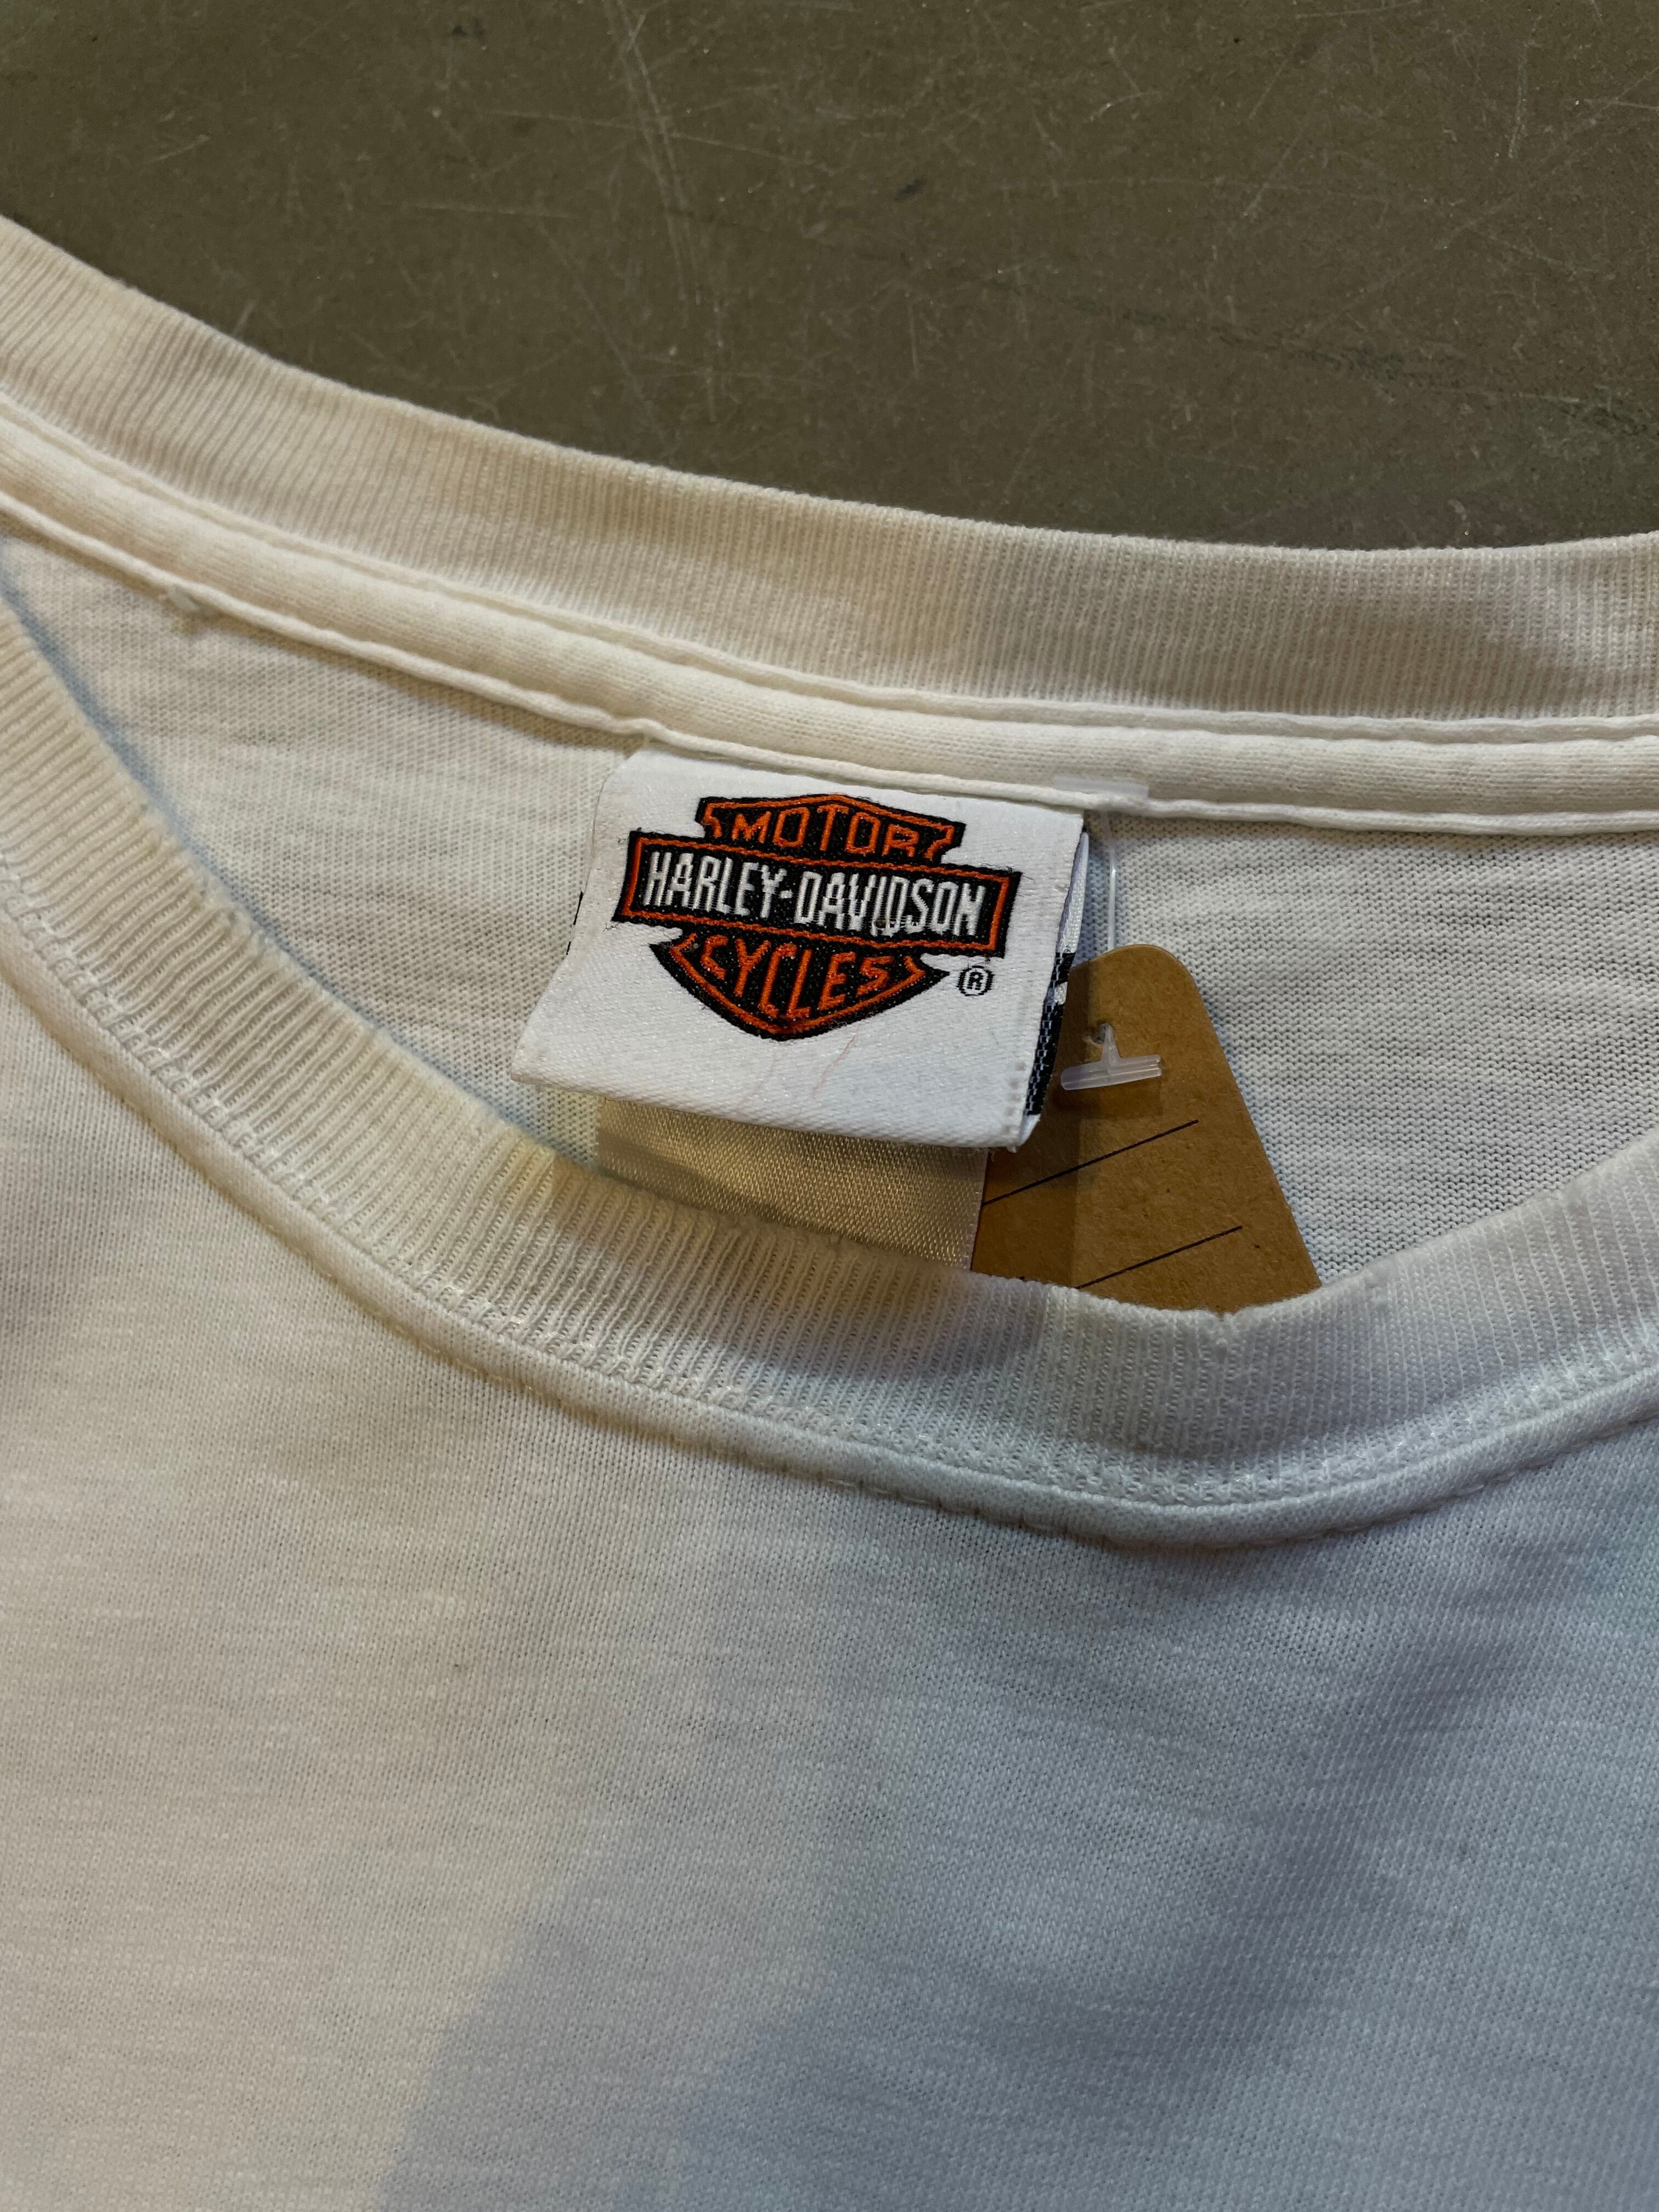 MOTOR
HARLEY-DAVIDSON
CYCLES
®